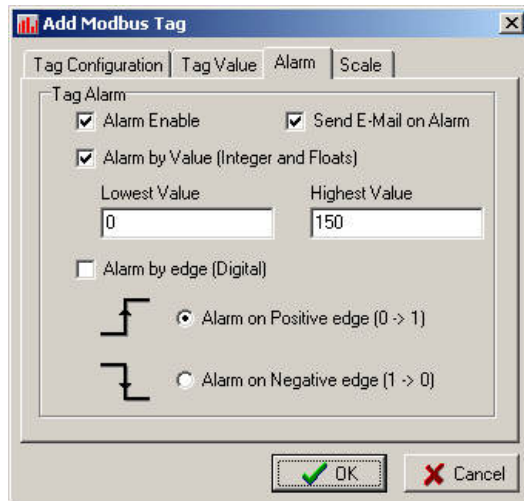 Add Modbus Tag
Tag Configuration Tag Value Alarm Scale
Tag Alarm
Alarm Enable Send E-Mail on Alarm
Alarm by Value (Integer and Floats)
Lowest Value Highest Value
0 150
Alarm by edge (Digital)
Alarm on Positive edge (0 -> 1)
Alarm on Negative edge (1 -> 0)
OK Cancel